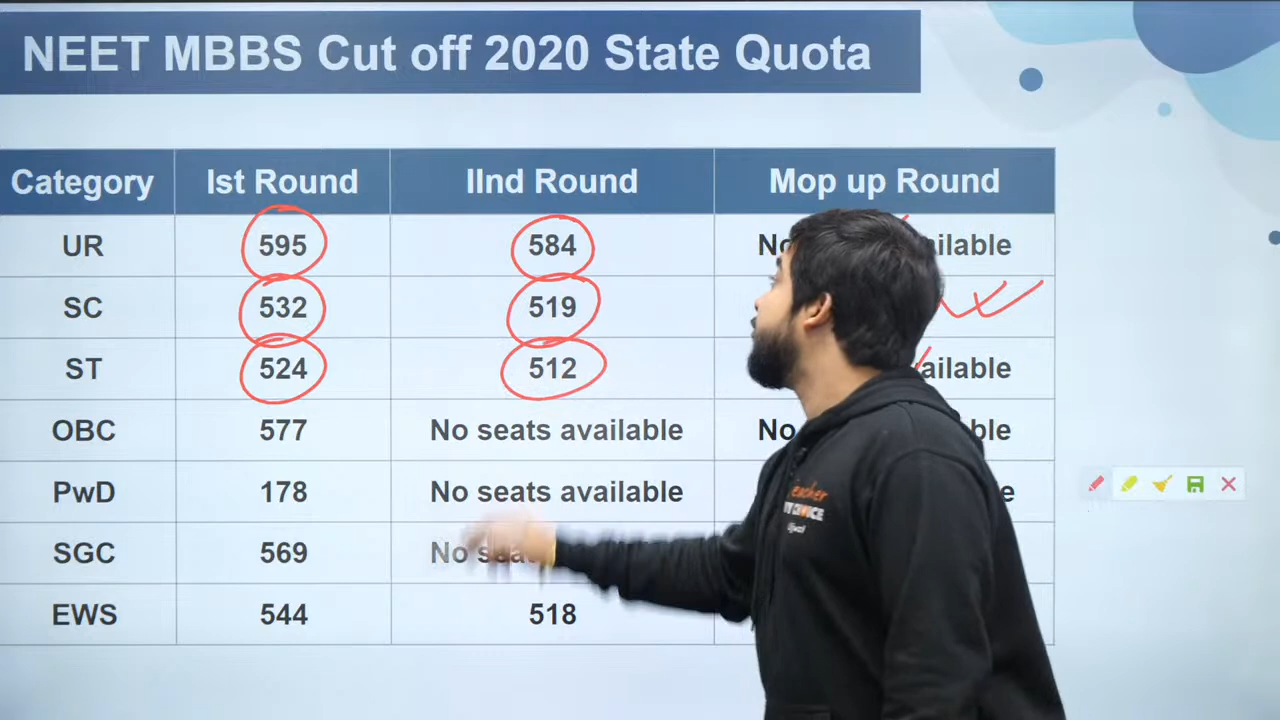 NEET MBBS Cut off 2020 State Quota
Category Ist Round IInd Round Mop up Round
UR 595 584
SC 532 519
ST 524 512
OBC 577 No seats available
PwD 178 No seats available
SGC 569 No
EWS 544 518